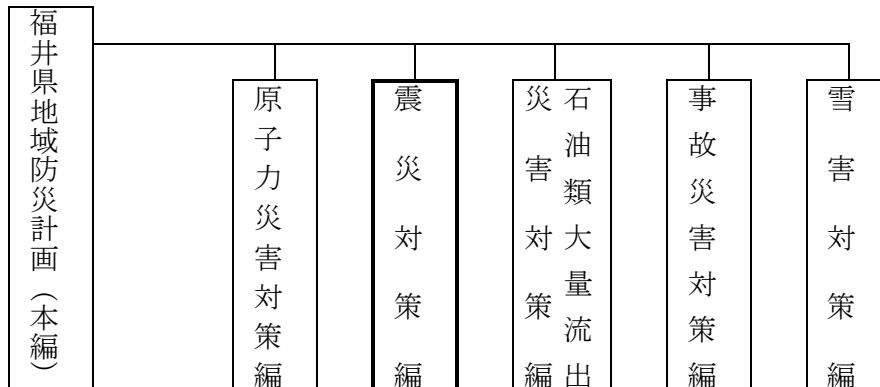 福井県地域防災計画（本編）
原子力災害対策編
震災対策編
石油類大量流出
災害対策編
事故災害対策編
雪害対策編